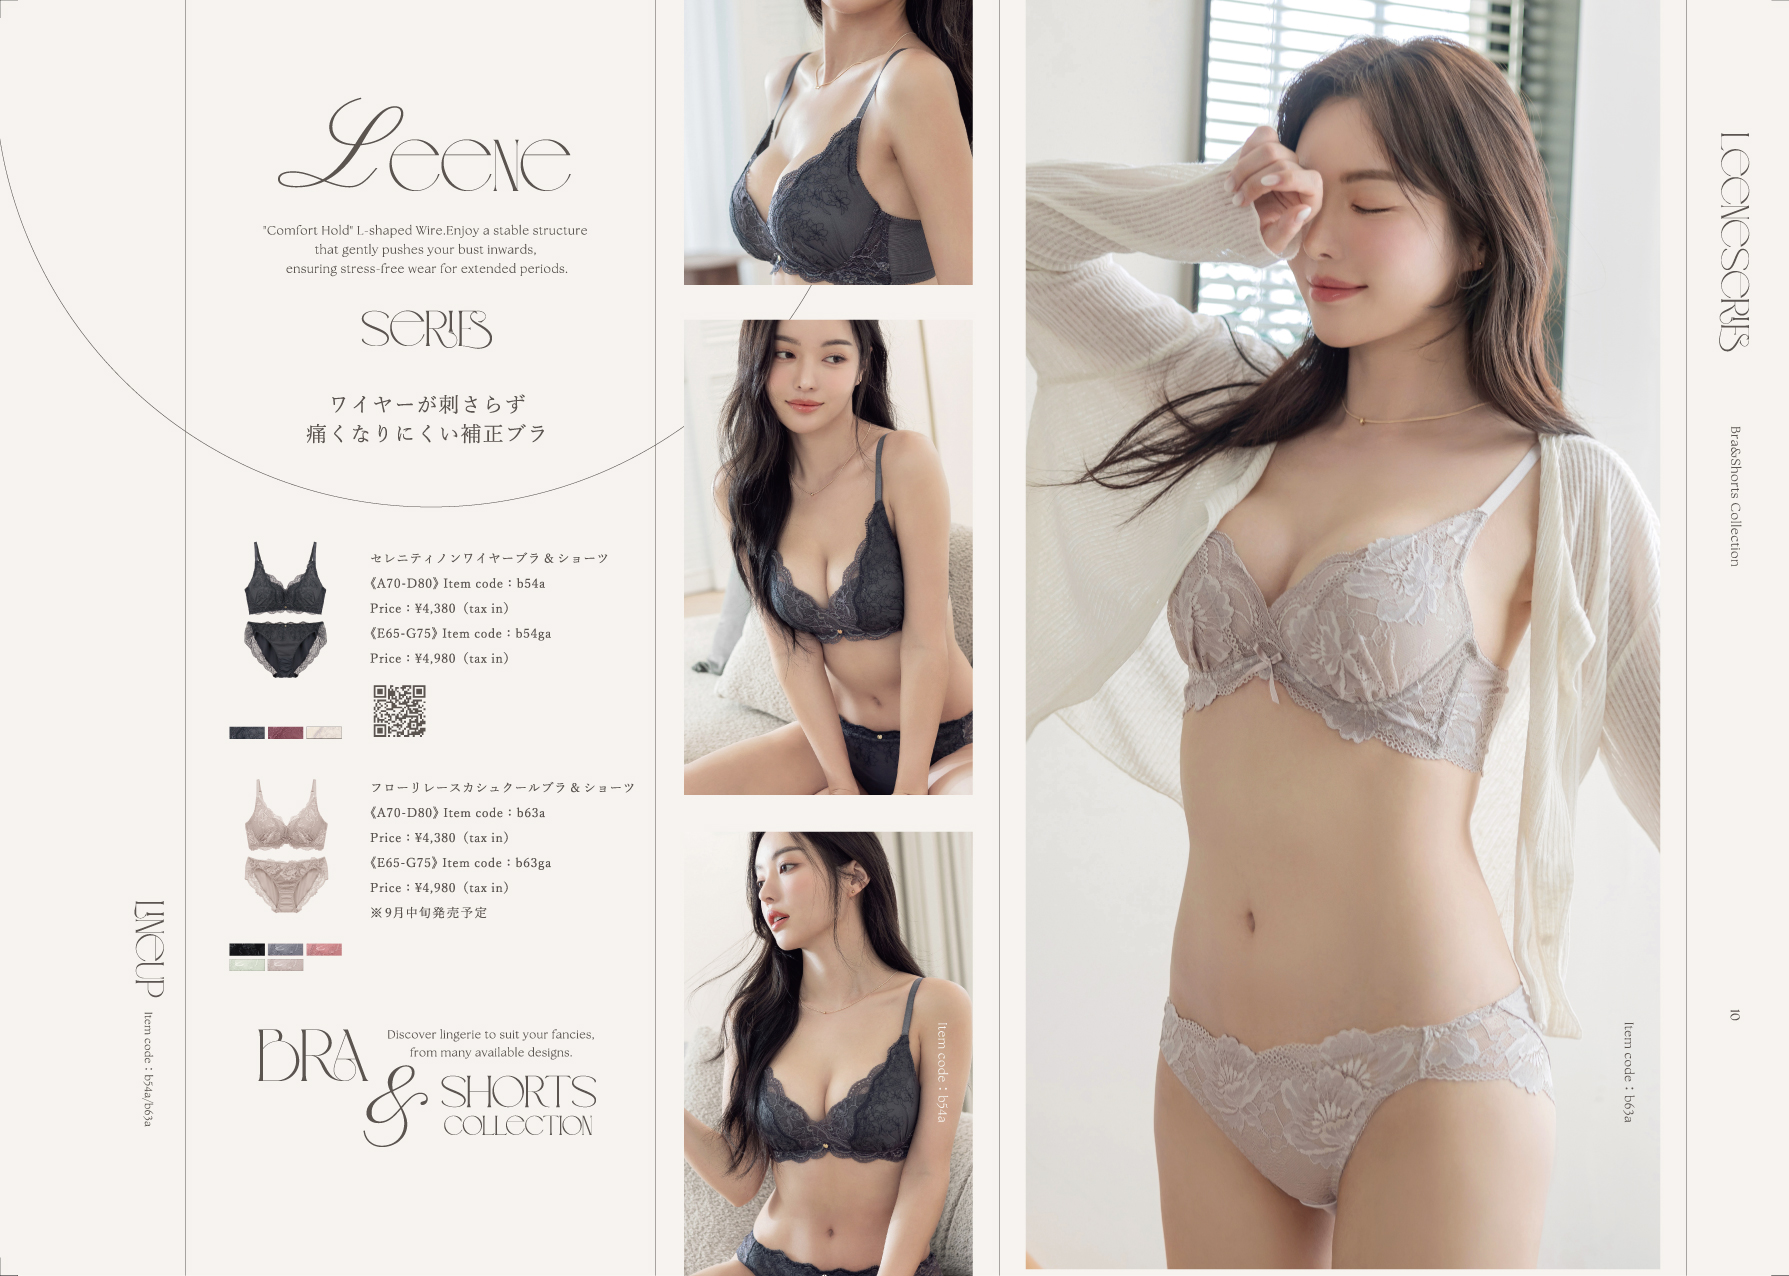 Leene
"Comfort Hold" L-shaped Wire.Enjoy a stable structure
that gently pushes your bust inwards,
ensuring stress-free wear for extended periods.
SERIES
ワイヤーが刺さらず
痛くなりにくい補正ブラ
セレニティノンワイヤーブラ & ショーツ
《A70-D80》Item code：b54a
Price：¥4,380（tax in）
《E65-G75》Item code：b54ga
Price：¥4,980（tax in）
フローリレースカシュクールブラ & ショーツ
《A70-D80》Item code：b63a
Price：¥4,380（tax in）
《E65-G75》Item code：b63ga
Price：¥4,980（tax in）
※9月中旬発売予定
BRA
Discover lingerie to suit your fancies,
from many available designs.
& SHORTS
COLLECTION
LINEUP
Item code：b54a/b63a
Item code：b54a
Item code：b63a
LEENE SERIES
Bra&Shorts Collection
10